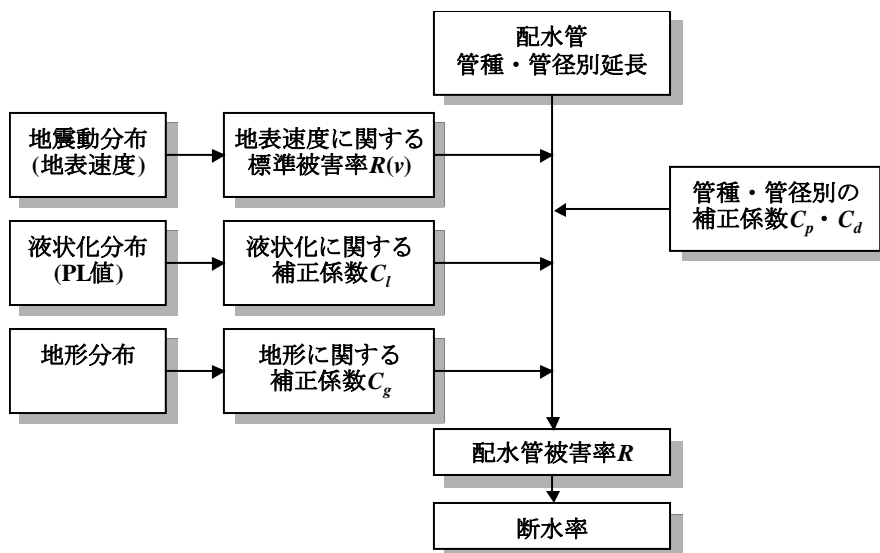 配水管
管種・管径別延長
地震動分布
(地表速度)
地表速度に関する
標準被害率R(v)
管種・管径別の
補正係数Cp・Cd
液状化分布
(PL値)
液状化に関する
補正係数Cl
地形分布
地形に関する
補正係数Cg
配水管被害率R
断水率